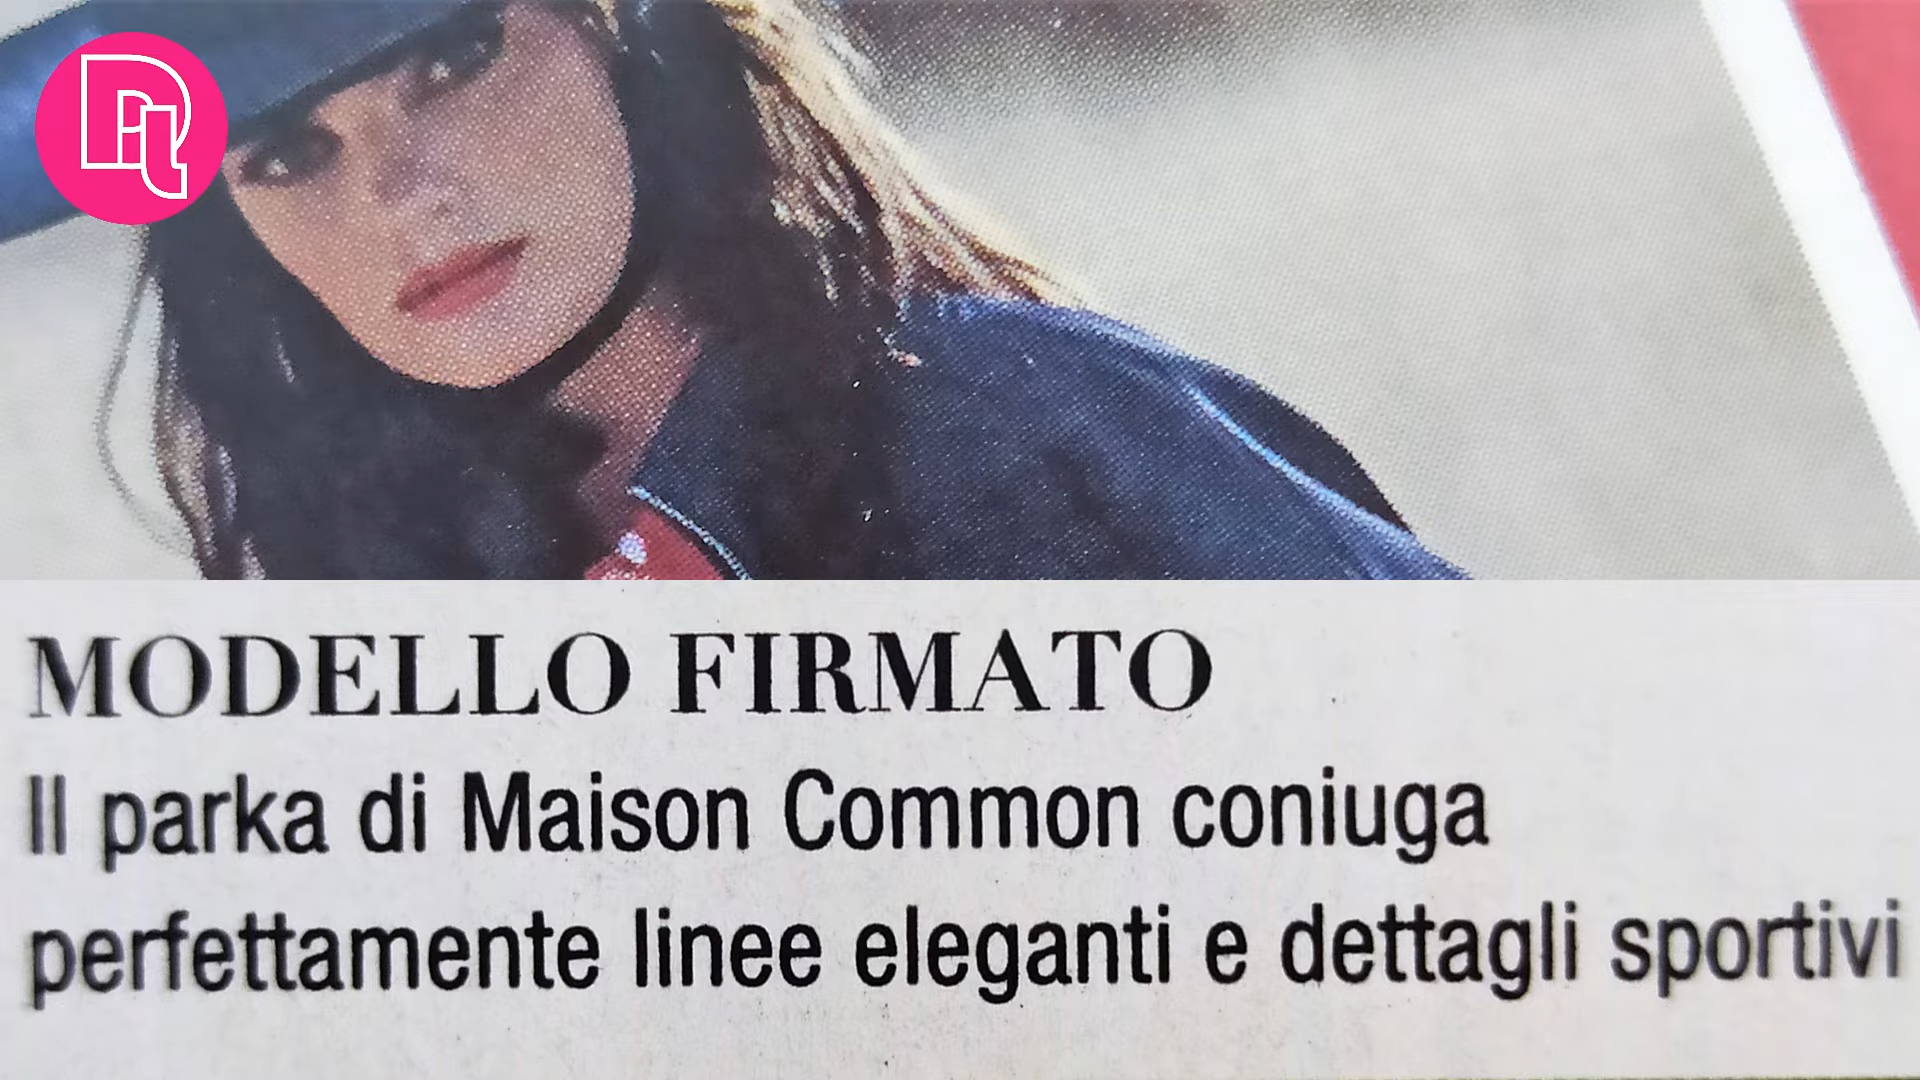 MODELLO FIRMATO
Il parka di Maison Common coniuga
perfettamente linee eleganti e dettagli sportivi